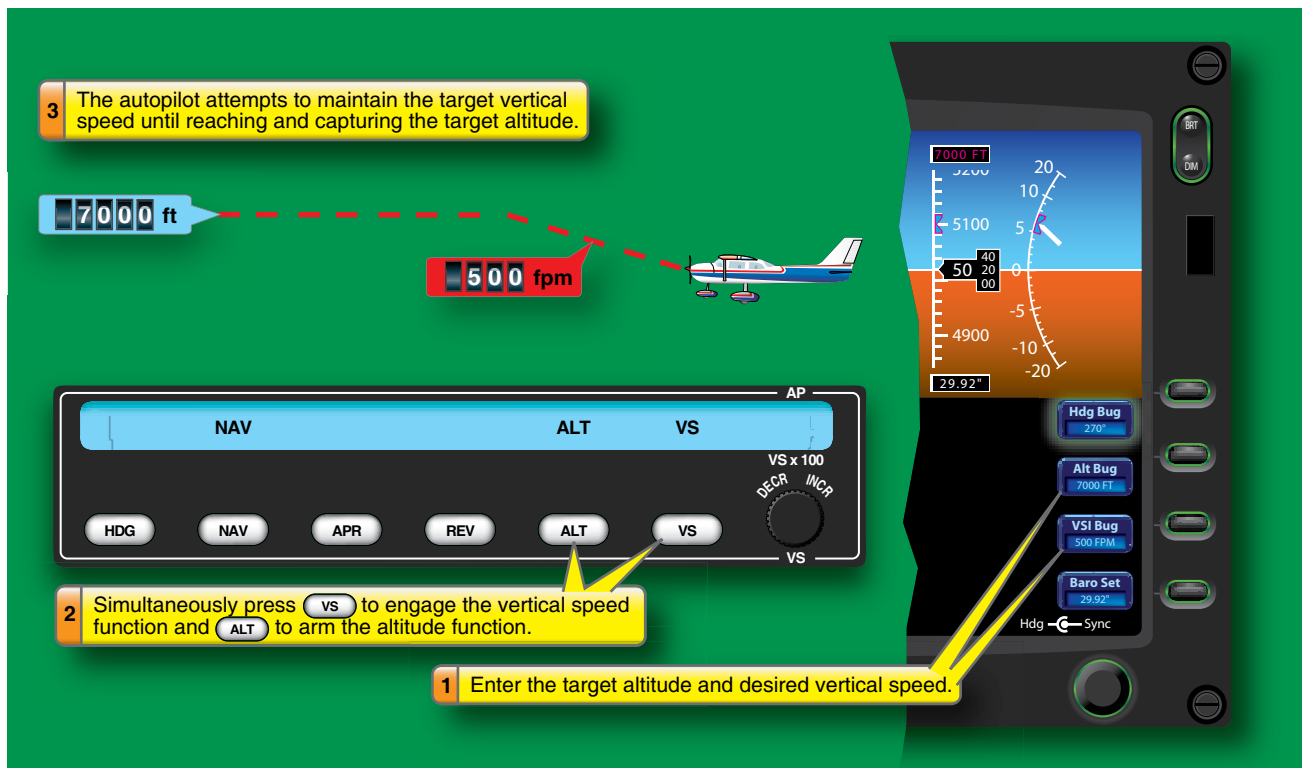 3 The autopilot attempts to maintain the target vertical
speed until reaching and capturing the target altitude.
7000 ft
500 fpm
AP
NAV ALT VS
VS x 100
DECR INCR
HDG NAV APR REV ALT VS
VS
2 Simultaneously press VS to engage the vertical speed
function and ALT to arm the altitude function.
1 Enter the target altitude and desired vertical speed.
BRT
DIM
7000 FT
5200
5100
50
40
20
00
4900
29.92"
20
10
5
0
-5
-10
-20
Hdg Bug
270°
Alt Bug
7000 FT
VSI Bug
500 FPM
Baro Set
29.92"
Hdg Sync